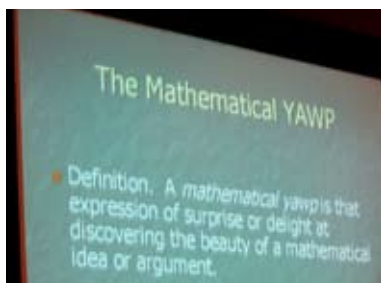 The Mathematical YAWP
Definition. A mathematical yawp is that
expression of surprise or delight at
discovering the beauty of a mathematical
idea or argument.